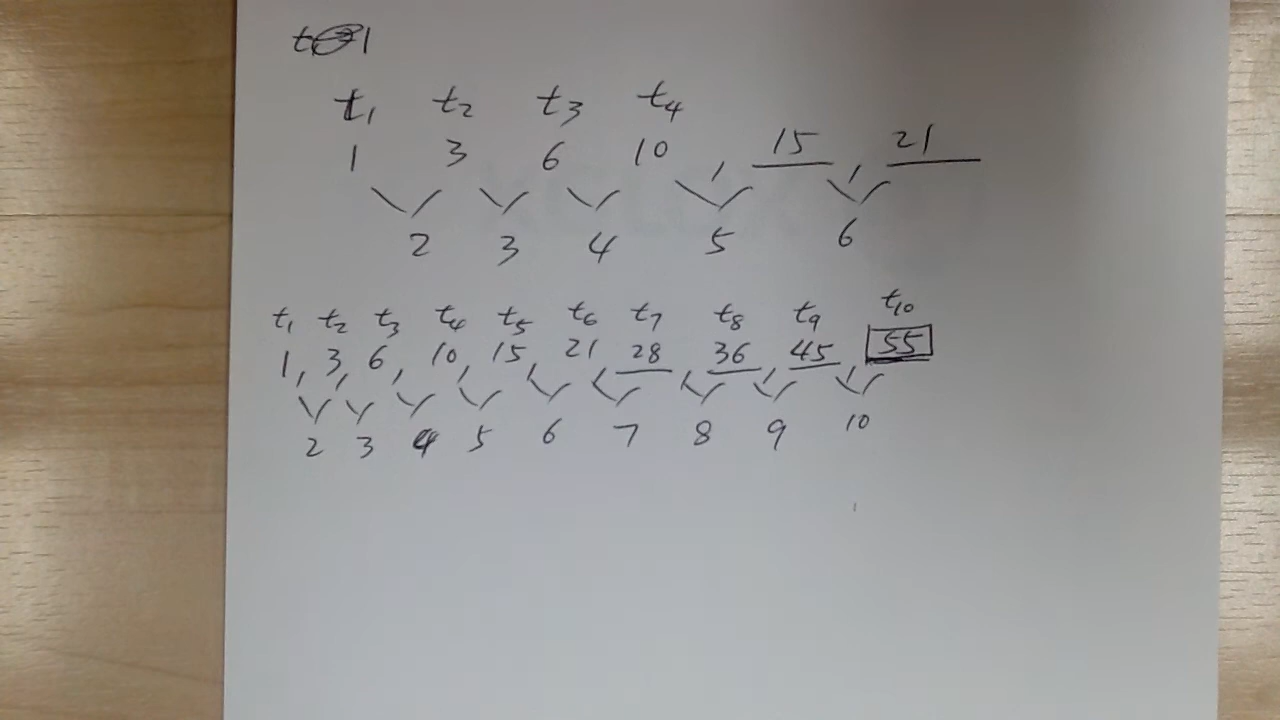 t 1
t₁ t₂ t₃ t₄
1 3 6 10 , 15 , 21
2 3 4 5 6
t₁ t₂ t₃ t₄ t₅ t₆ t₇ t₈ t₉ t₁₀
1, 3, 6, 10, 15, 21, 28, 36, 45, 55
2 3 4 5 6 7 8 9 10